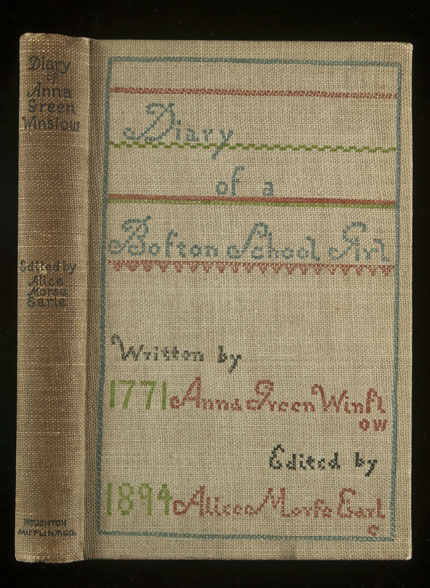 Diary
of
Anna
Green
Winslow
Edited by
Alice
Morse
Earle
HOUGHTON
MIFFLIN & CO.
Diary
of a
Boſton School Girl
Written by
1771 Anna Green Winſl
ow
Edited by
1894 Alice Morſe Earl
e